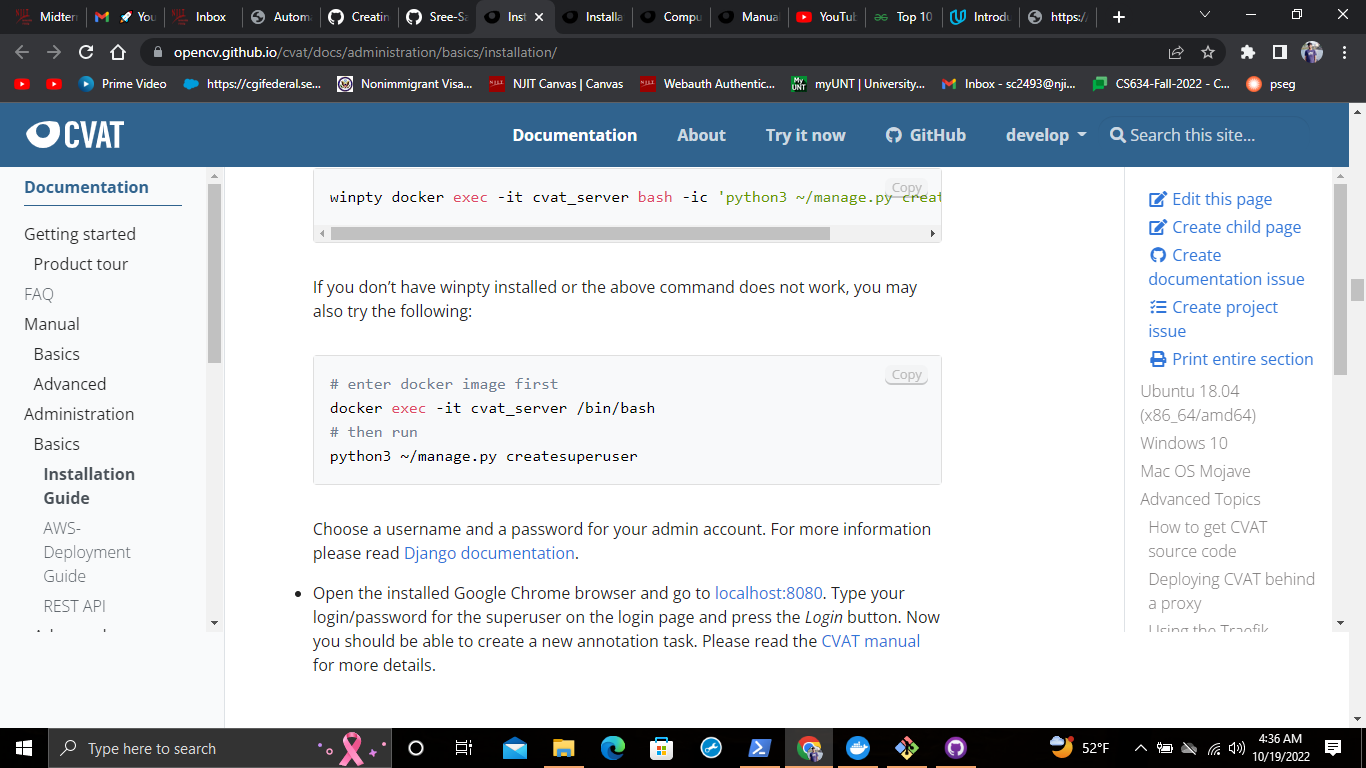 Midterm
You
Inbox
Autom
Creatin
Sree-Sa
Inst
Installa
Compu
Manua
YouTub
Top 10
Introdu
https:/
opencv.github.io/cvat/docs/administration/basics/installation/
Prime Video
https://cgifederal.se...
Nonimmigrant Visa...
NJIT Canvas | Canvas
Webauth Authentic...
myUNT | University...
Inbox - sc2493@nji...
CS634-Fall-2022 - C...
pseg
CVAT
Documentation
About
Try it now
GitHub
develop
Search this site...
Documentation
Getting started
Product tour
FAQ
Manual
Basics
Advanced
Administration
Basics
Installation
Guide
AWS-
Deployment
Guide
REST API
winpty docker exec -it cvat_server bash -ic 'python3 ~/manage.py creat
Copy
If you don’t have winpty installed or the above command does not work, you may
also try the following:
Copy
# enter docker image first
docker exec -it cvat_server /bin/bash
# then run
python3 ~/manage.py createsuperuser
Choose a username and a password for your admin account. For more information
please read Django documentation.
Open the installed Google Chrome browser and go to localhost:8080. Type your
login/password for the superuser on the login page and press the Login button. Now
you should be able to create a new annotation task. Please read the CVAT manual
for more details.
Edit this page
Create child page
Create
documentation issue
Create project
issue
Print entire section
Ubuntu 18.04
(x86_64/amd64)
Windows 10
Mac OS Mojave
Advanced Topics
How to get CVAT
source code
Deploying CVAT behind
a proxy
Using the Traefik
Type here to search
52°F
4:36 AM
10/19/2022